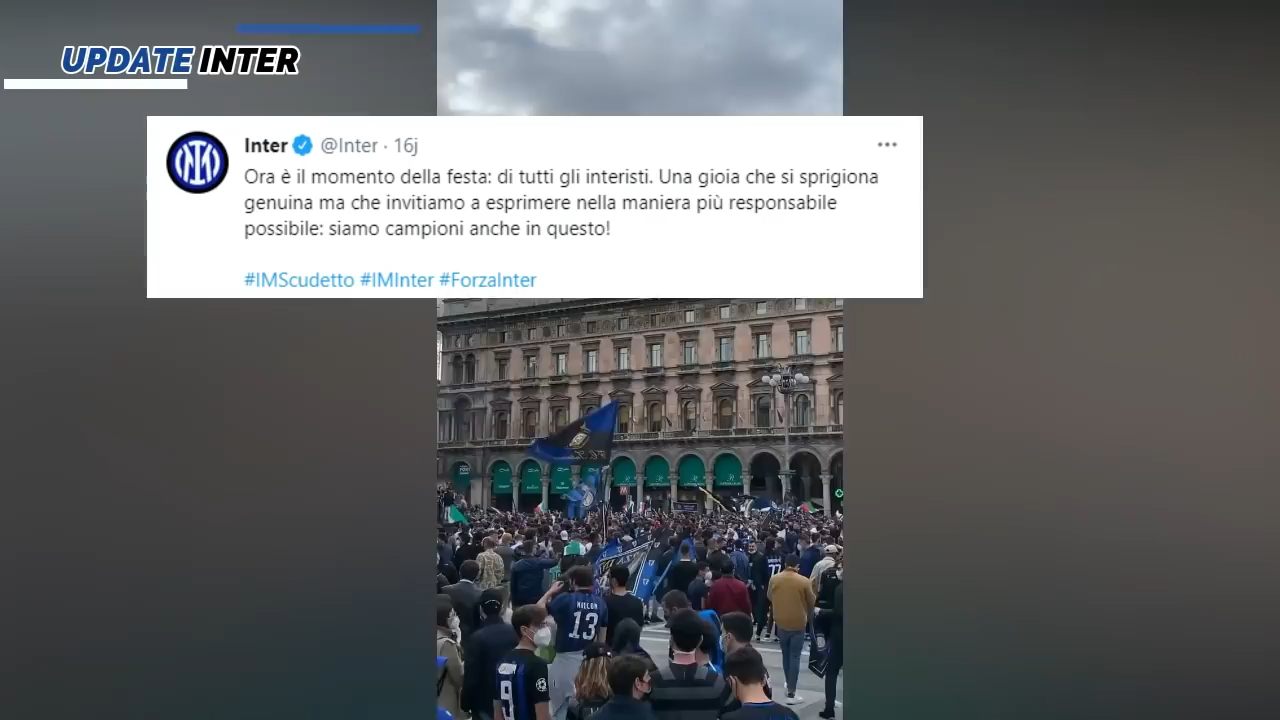 UPDATE INTER
Inter @Inter · 16j
Ora è il momento della festa: di tutti gli interisti. Una gioia che si sprigiona
genuina ma che invitiamo a esprimere nella maniera più responsabile
possibile: siamo campioni anche in questo!
#IMScudetto #IMInter #ForzaInter
13
9